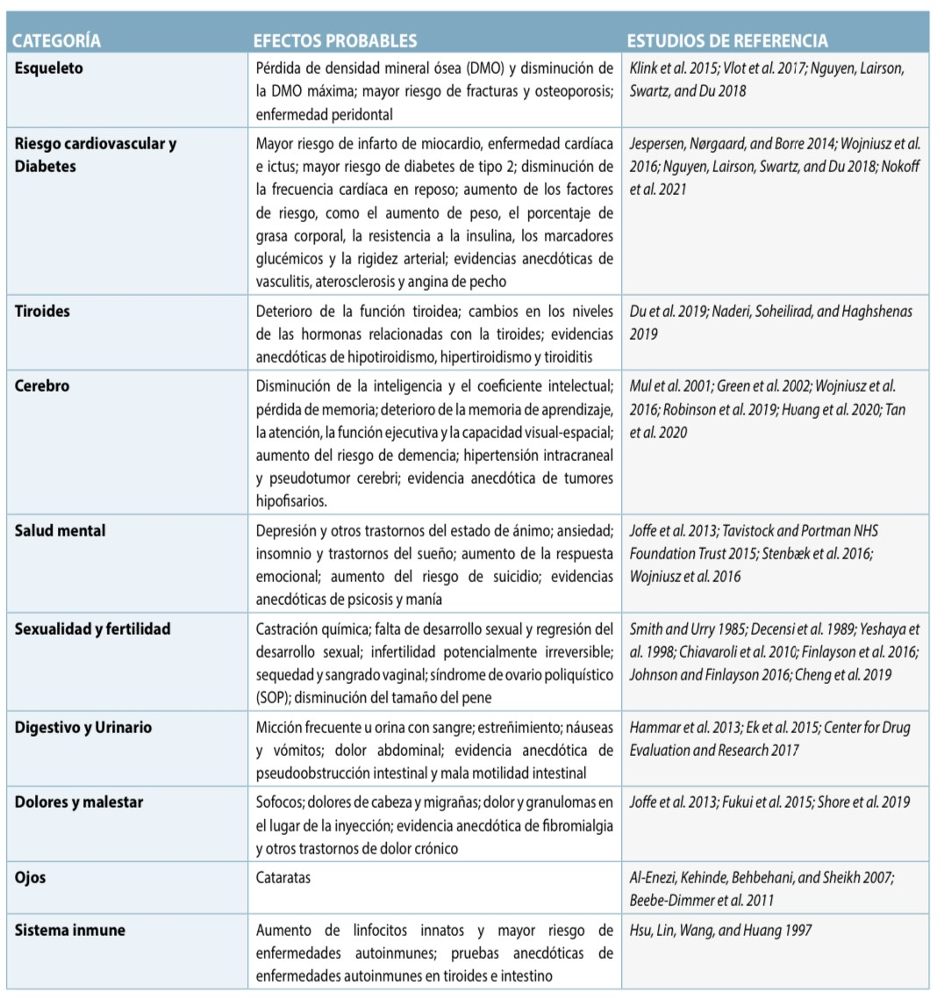 CATEGORÍA EFECTOS PROBABLES ESTUDIOS DE REFERENCIA
Esqueleto
Pérdida de densidad mineral ósea (DMO) y disminución de
la DMO máxima; mayor riesgo de fracturas y osteoporosis;
enfermedad peridontal
Klink et al. 2015; Vlot et al. 2017; Nguyen, Lairson,
Swartz, and Du 2018
Riesgo cardiovascular y
Diabetes
Mayor riesgo de infarto de miocardio, enfermedad cardíaca
e ictus; mayor riesgo de diabetes de tipo 2; disminución de
la frecuencia cardíaca en reposo; aumento de los factores
de riesgo, como el aumento de peso, el porcentaje de
grasa corporal, la resistencia a la insulina, los marcadores
glucémicos y la rigidez arterial; evidencias anecdóticas de
vasculitis, aterosclerosis y angina de pecho
Jespersen, Nørgaard, and Borre 2014; Wojniusz et al.
2016; Nguyen, Lairson, Swartz, and Du 2018; Nokoff
et al. 2021
Tiroides
Deterioro de la función tiroidea; cambios en los niveles
de las hormonas relacionadas con la tiroides; evidencias
anecdóticas de hipotiroidismo, hipertiroidismo y tiroiditis
Du et al. 2019; Naderi, Soheilirad, and Haghshenas
2019
Cerebro
Disminución de la inteligencia y el coeficiente intelectual;
pérdida de memoria; deterioro de la memoria de aprendizaje,
la atención, la función ejecutiva y la capacidad visual-espacial;
aumento del riesgo de demencia; hipertensión intracraneal
y pseudotumor cerebri; evidencia anecdótica de tumores
hipofisarios.
Mul et al. 2001; Green et al. 2002; Wojniusz et al.
2016; Robinson et al. 2019; Huang et al. 2020; Tan
et al. 2020
Salud mental
Depresión y otros trastornos del estado de ánimo; ansiedad;
insomnio y trastornos del sueño; aumento de la respuesta
emocional; aumento del riesgo de suicidio; evidencias
anecdóticas de psicosis y manía
Joffe et al. 2013; Tavistock and Portman NHS
Foundation Trust 2015; Stenbæk et al. 2016;
Wojniusz et al. 2016
Sexualidad y fertilidad
Castración química; falta de desarrollo sexual y regresión del
desarrollo sexual; infertilidad potencialmente irreversible;
sequedad y sangrado vaginal; síndrome de ovario poliquístico
(SOP); disminución del tamaño del pene
Smith and Urry 1985; Decensi et al. 1989; Yeshaya et
al. 1998; Chiavaroli et al. 2010; Finlayson et al. 2016;
Johnson and Finlayson 2016; Cheng et al. 2019
Digestivo y Urinario
Micción frecuente u orina con sangre; estreñimiento; náuseas
y vómitos; dolor abdominal; evidencia anecdótica de
pseudoobstrucción intestinal y mala motilidad intestinal
Hammar et al. 2013; Ek et al. 2015; Center for Drug
Evaluation and Research 2017
Dolores y malestar
Sofocos; dolores de cabeza y migrañas; dolor y granulomas en
el lugar de la inyección; evidencia anecdótica de fibromialgia
y otros trastornos de dolor crónico
Joffe et al. 2013; Fukui et al. 2015; Shore et al. 2019
Ojos
Cataratas
Al-Enezi, Kehinde, Behbehani, and Sheikh 2007;
Beebe-Dimmer et al. 2011
Sistema inmune
Aumento de linfocitos innatos y mayor riesgo de
enfermedades autoinmunes; pruebas anecdóticas de
enfermedades autoinmunes en tiroides e intestino
Hsu, Lin, Wang, and Huang 1997